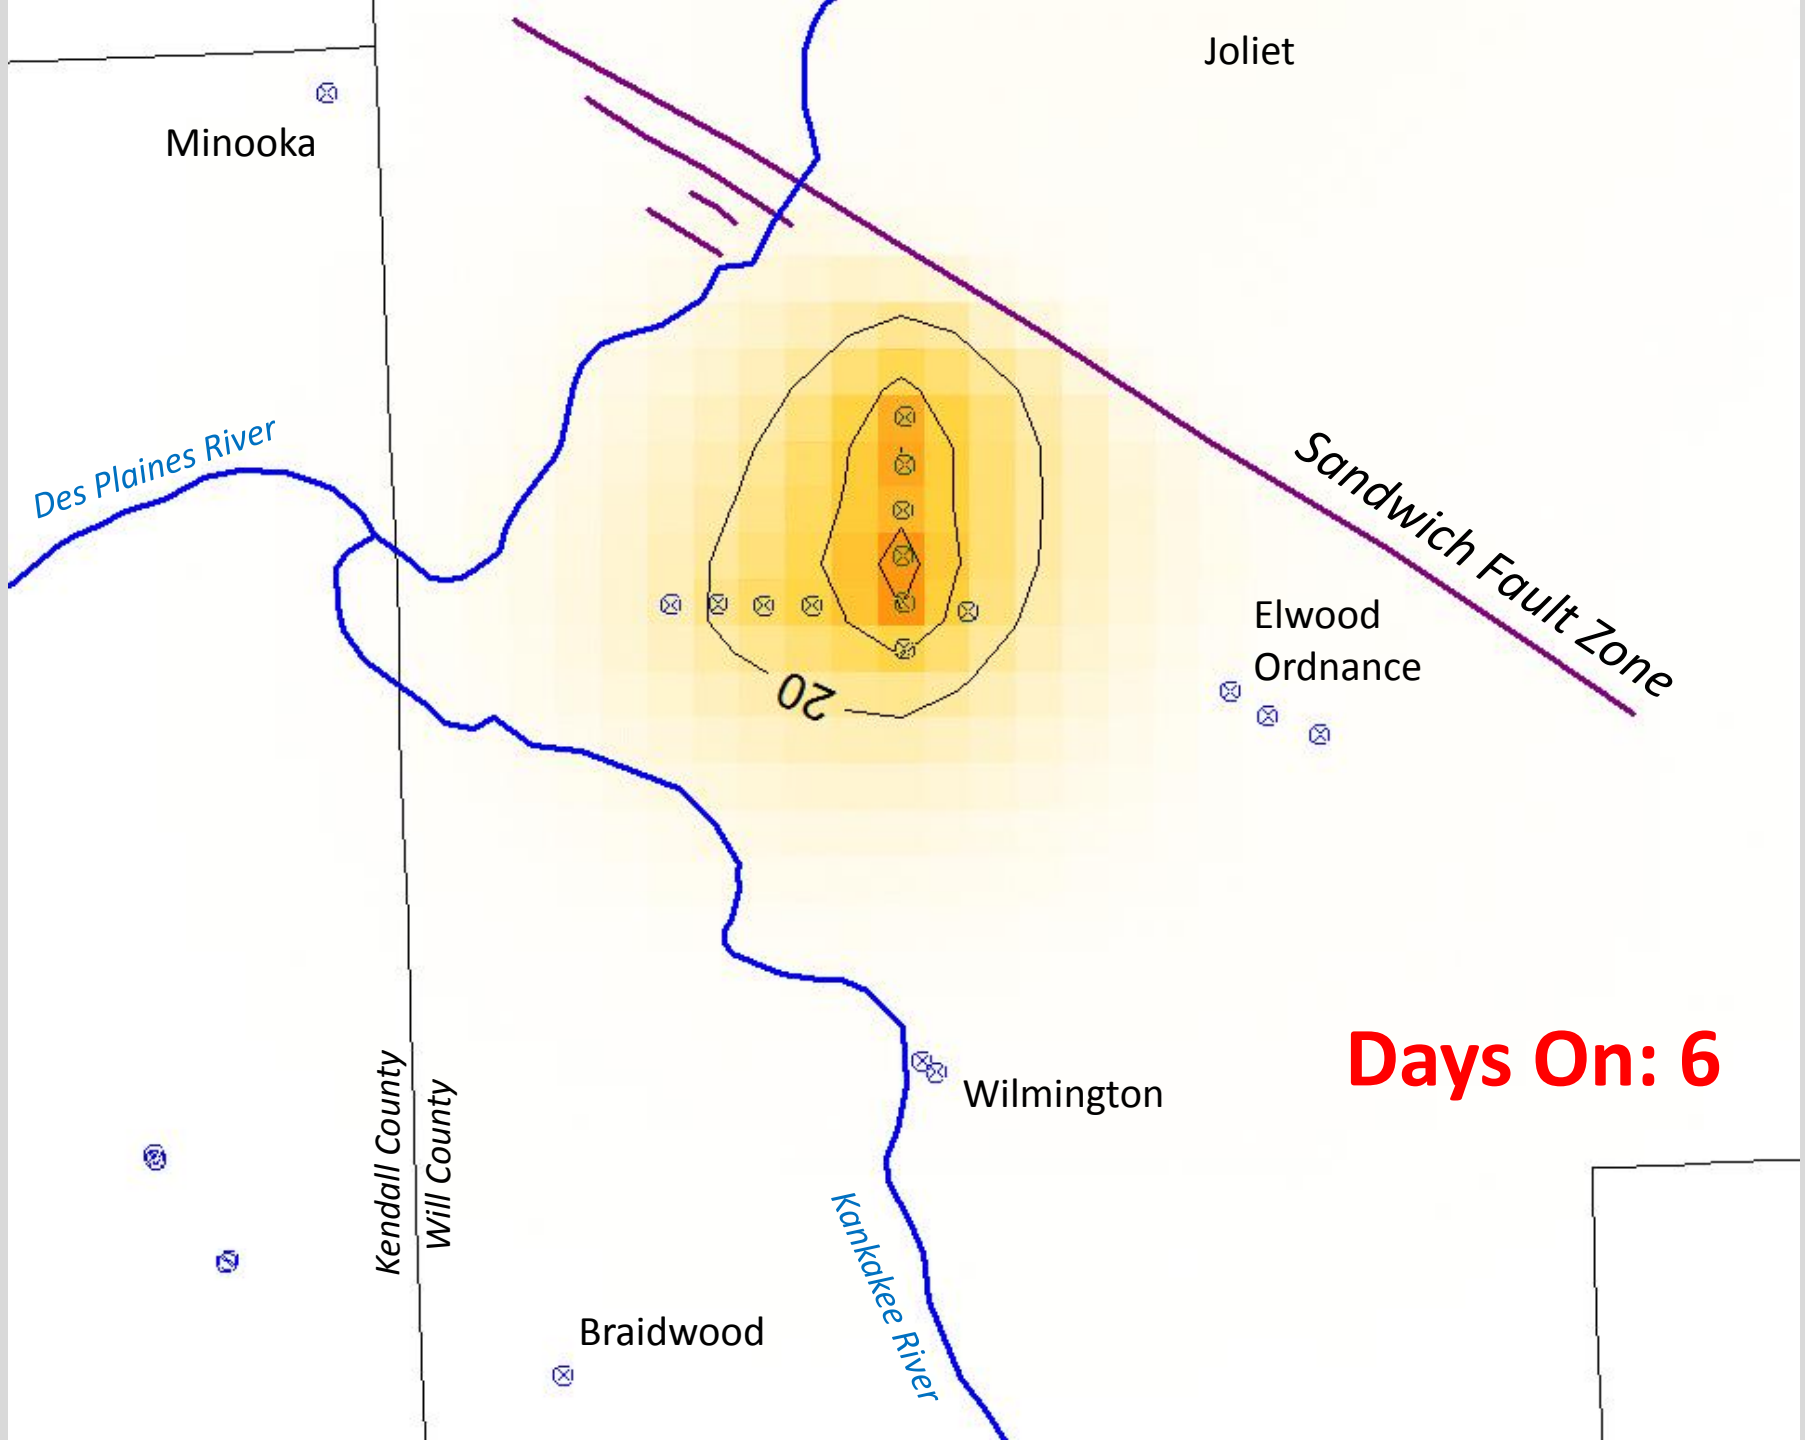 Joliet
Minooka
Des Plaines River
Sandwich Fault Zone
Elwood
Ordnance
20
Days On: 6
Wilmington
Kendall County
Will County
Kankakee River
Braidwood